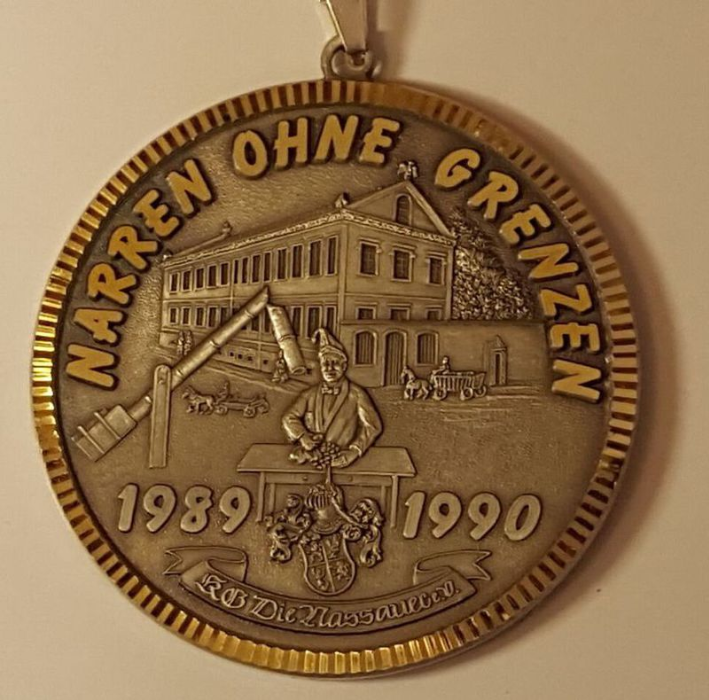 NARREN OHNE GRENZEN
1989 1990
KG Die Nassauer e.V.